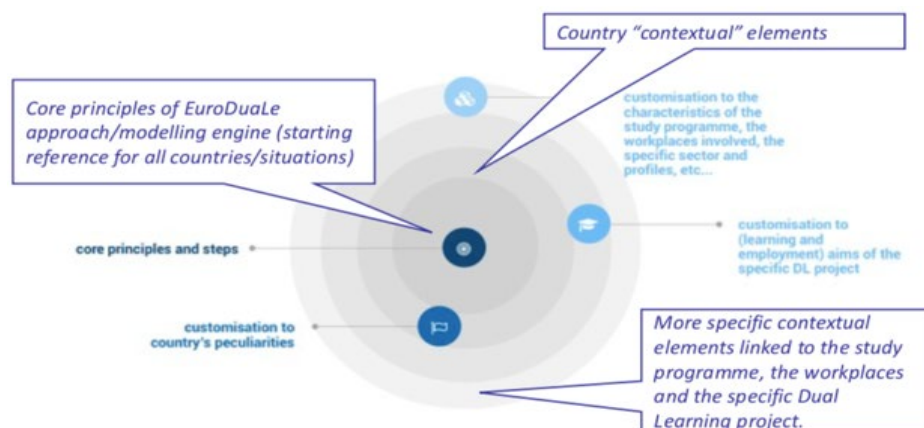 Country “contextual” elements
Core principles of EuroDuaLe
approach/modelling engine (starting
reference for all countries/situations)
customisation to the
characteristics of the
study programme, the
workplaces involved, the
specific sector and
profiles, etc...
core principles and steps
customisation to
(learning and
employment) aims of the
specific DL project
customisation to
country's peculiarities
More specific contextual
elements linked to the study
programme, the workplaces
and the specific Dual
Learning project.